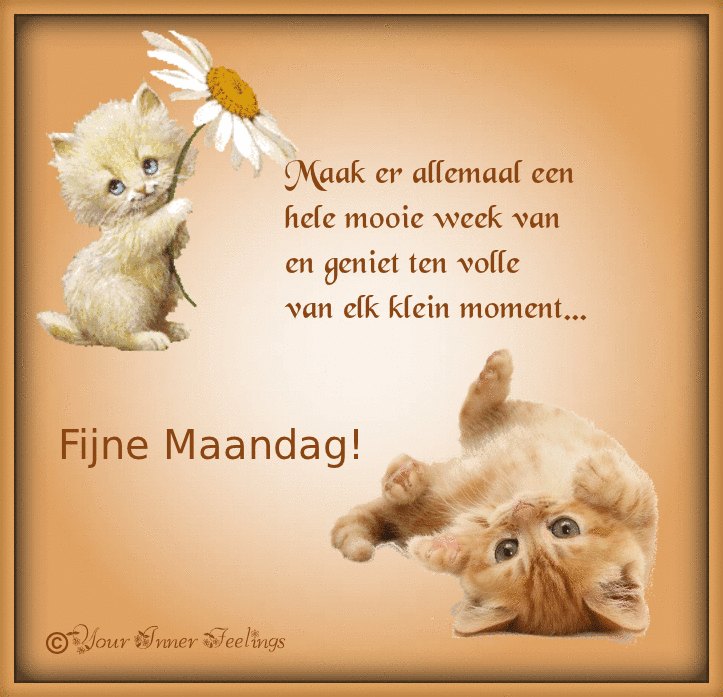 Maak er allemaal een
hele mooie week van
en geniet ten volle
van elk klein moment...
Fijne Maandag!
©Your Inner Feelings